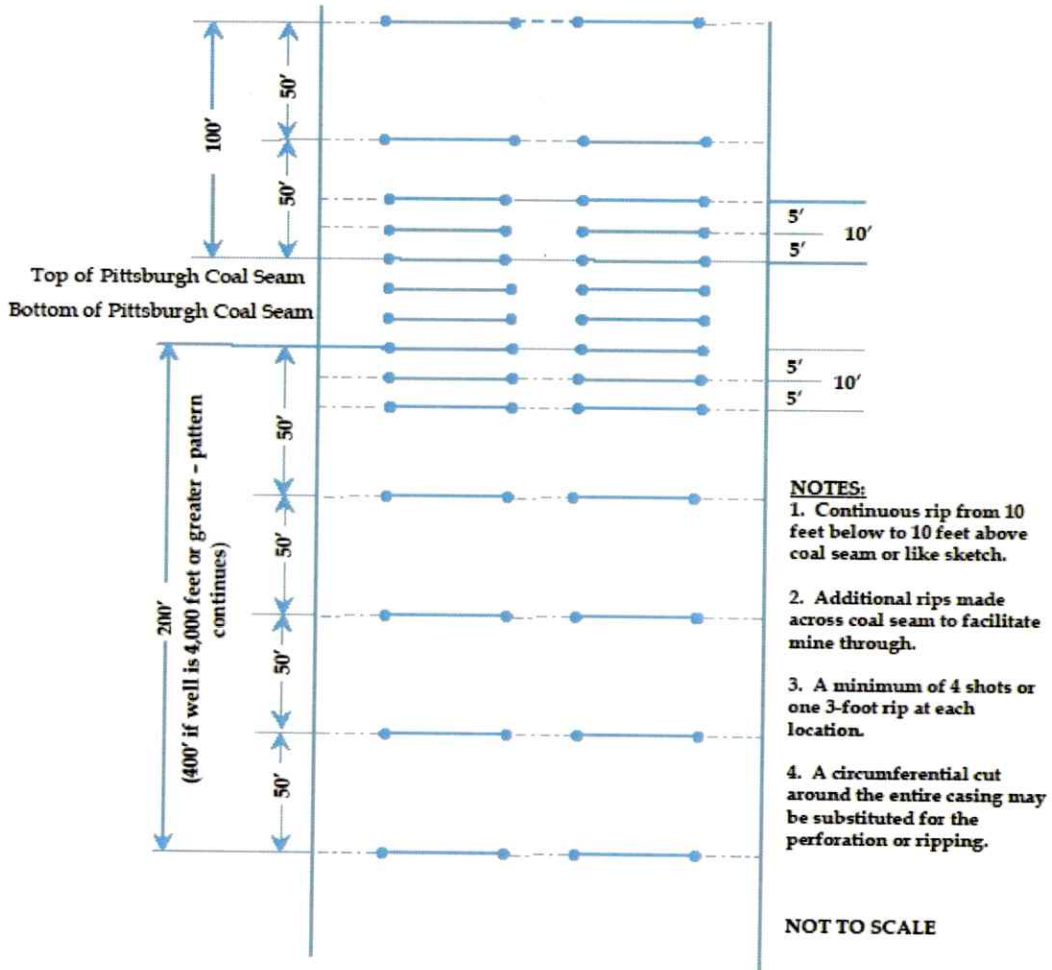 50'
100'
50'
5'
10'
5'
Top of Pittsburgh Coal Seam
Bottom of Pittsburgh Coal Seam
5'
10'
5'
50'
50'
50'
50'
200'
(400' if well is 4,000 feet or greater - pattern
continues)
NOTES:
1. Continuous rip from 10
feet below to 10 feet above
coal seam or like sketch.
2. Additional rips made
across coal seam to facilitate
mine through.
3. A minimum of 4 shots or
one 3-foot rip at each
location.
4. A circumferential cut
around the entire casing may
be substituted for the
perforation or ripping.
NOT TO SCALE